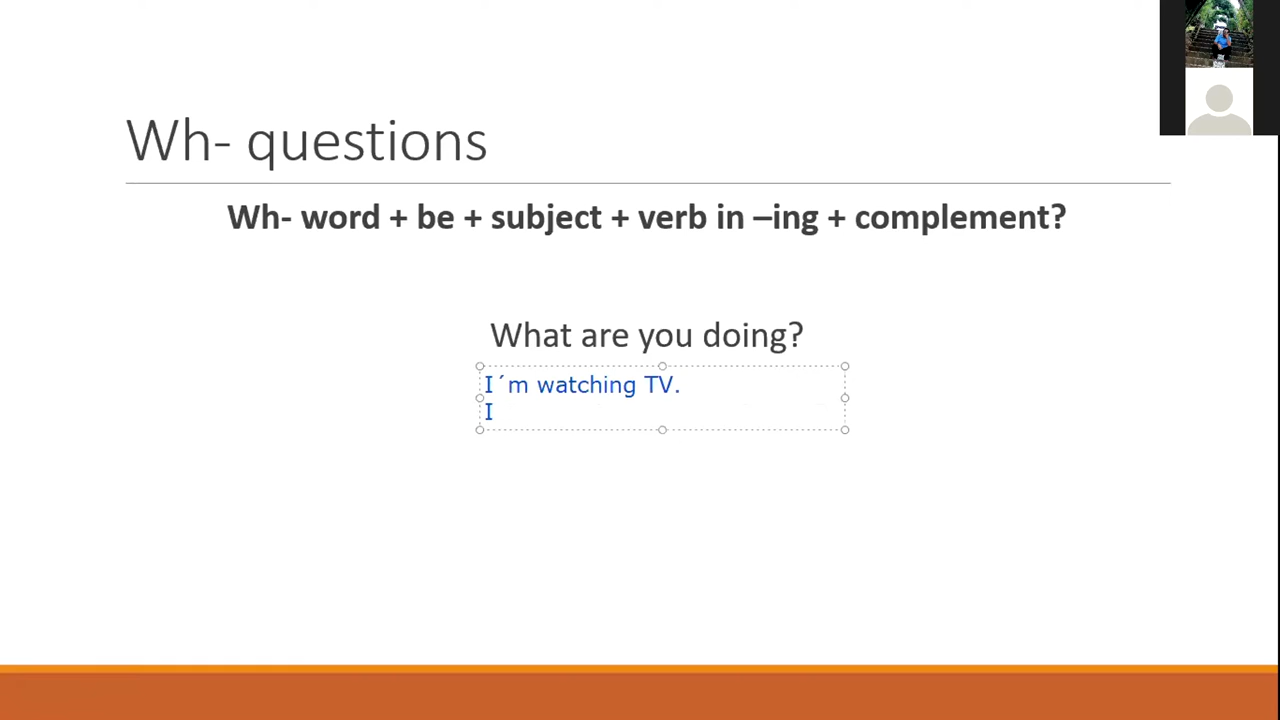 Wh- questions
Wh- word + be + subject + verb in –ing + complement?
What are you doing?
I´m watching TV.
I